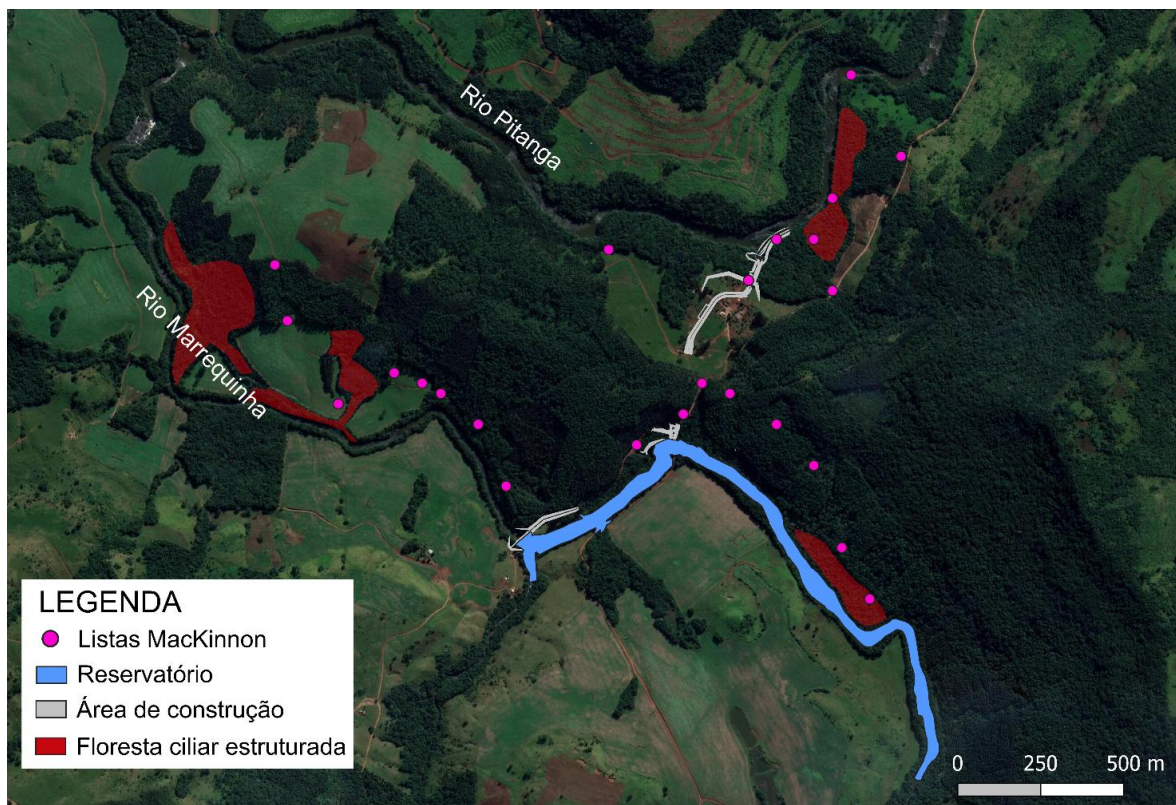 Rio Pitanga
Rio Marrequinha
LEGENDA
Listas MacKinnon
Reservatório
Área de construção
Floresta ciliar estruturada
0 250 500 m